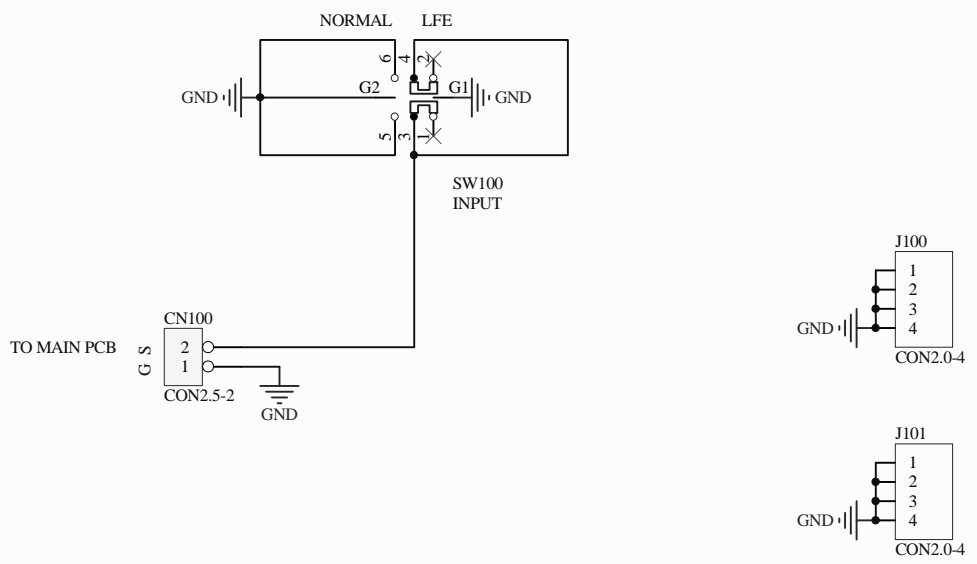 NORMAL LFE
6 4 2
G2 G1
GND GND
5 3 1
SW100
INPUT
J100
1
2
3
GND 4
CON2.0-4
CN100
TO MAIN PCB S 2
G 1
CON2.5-2
GND
J101
1
2
3
GND 4
CON2.0-4